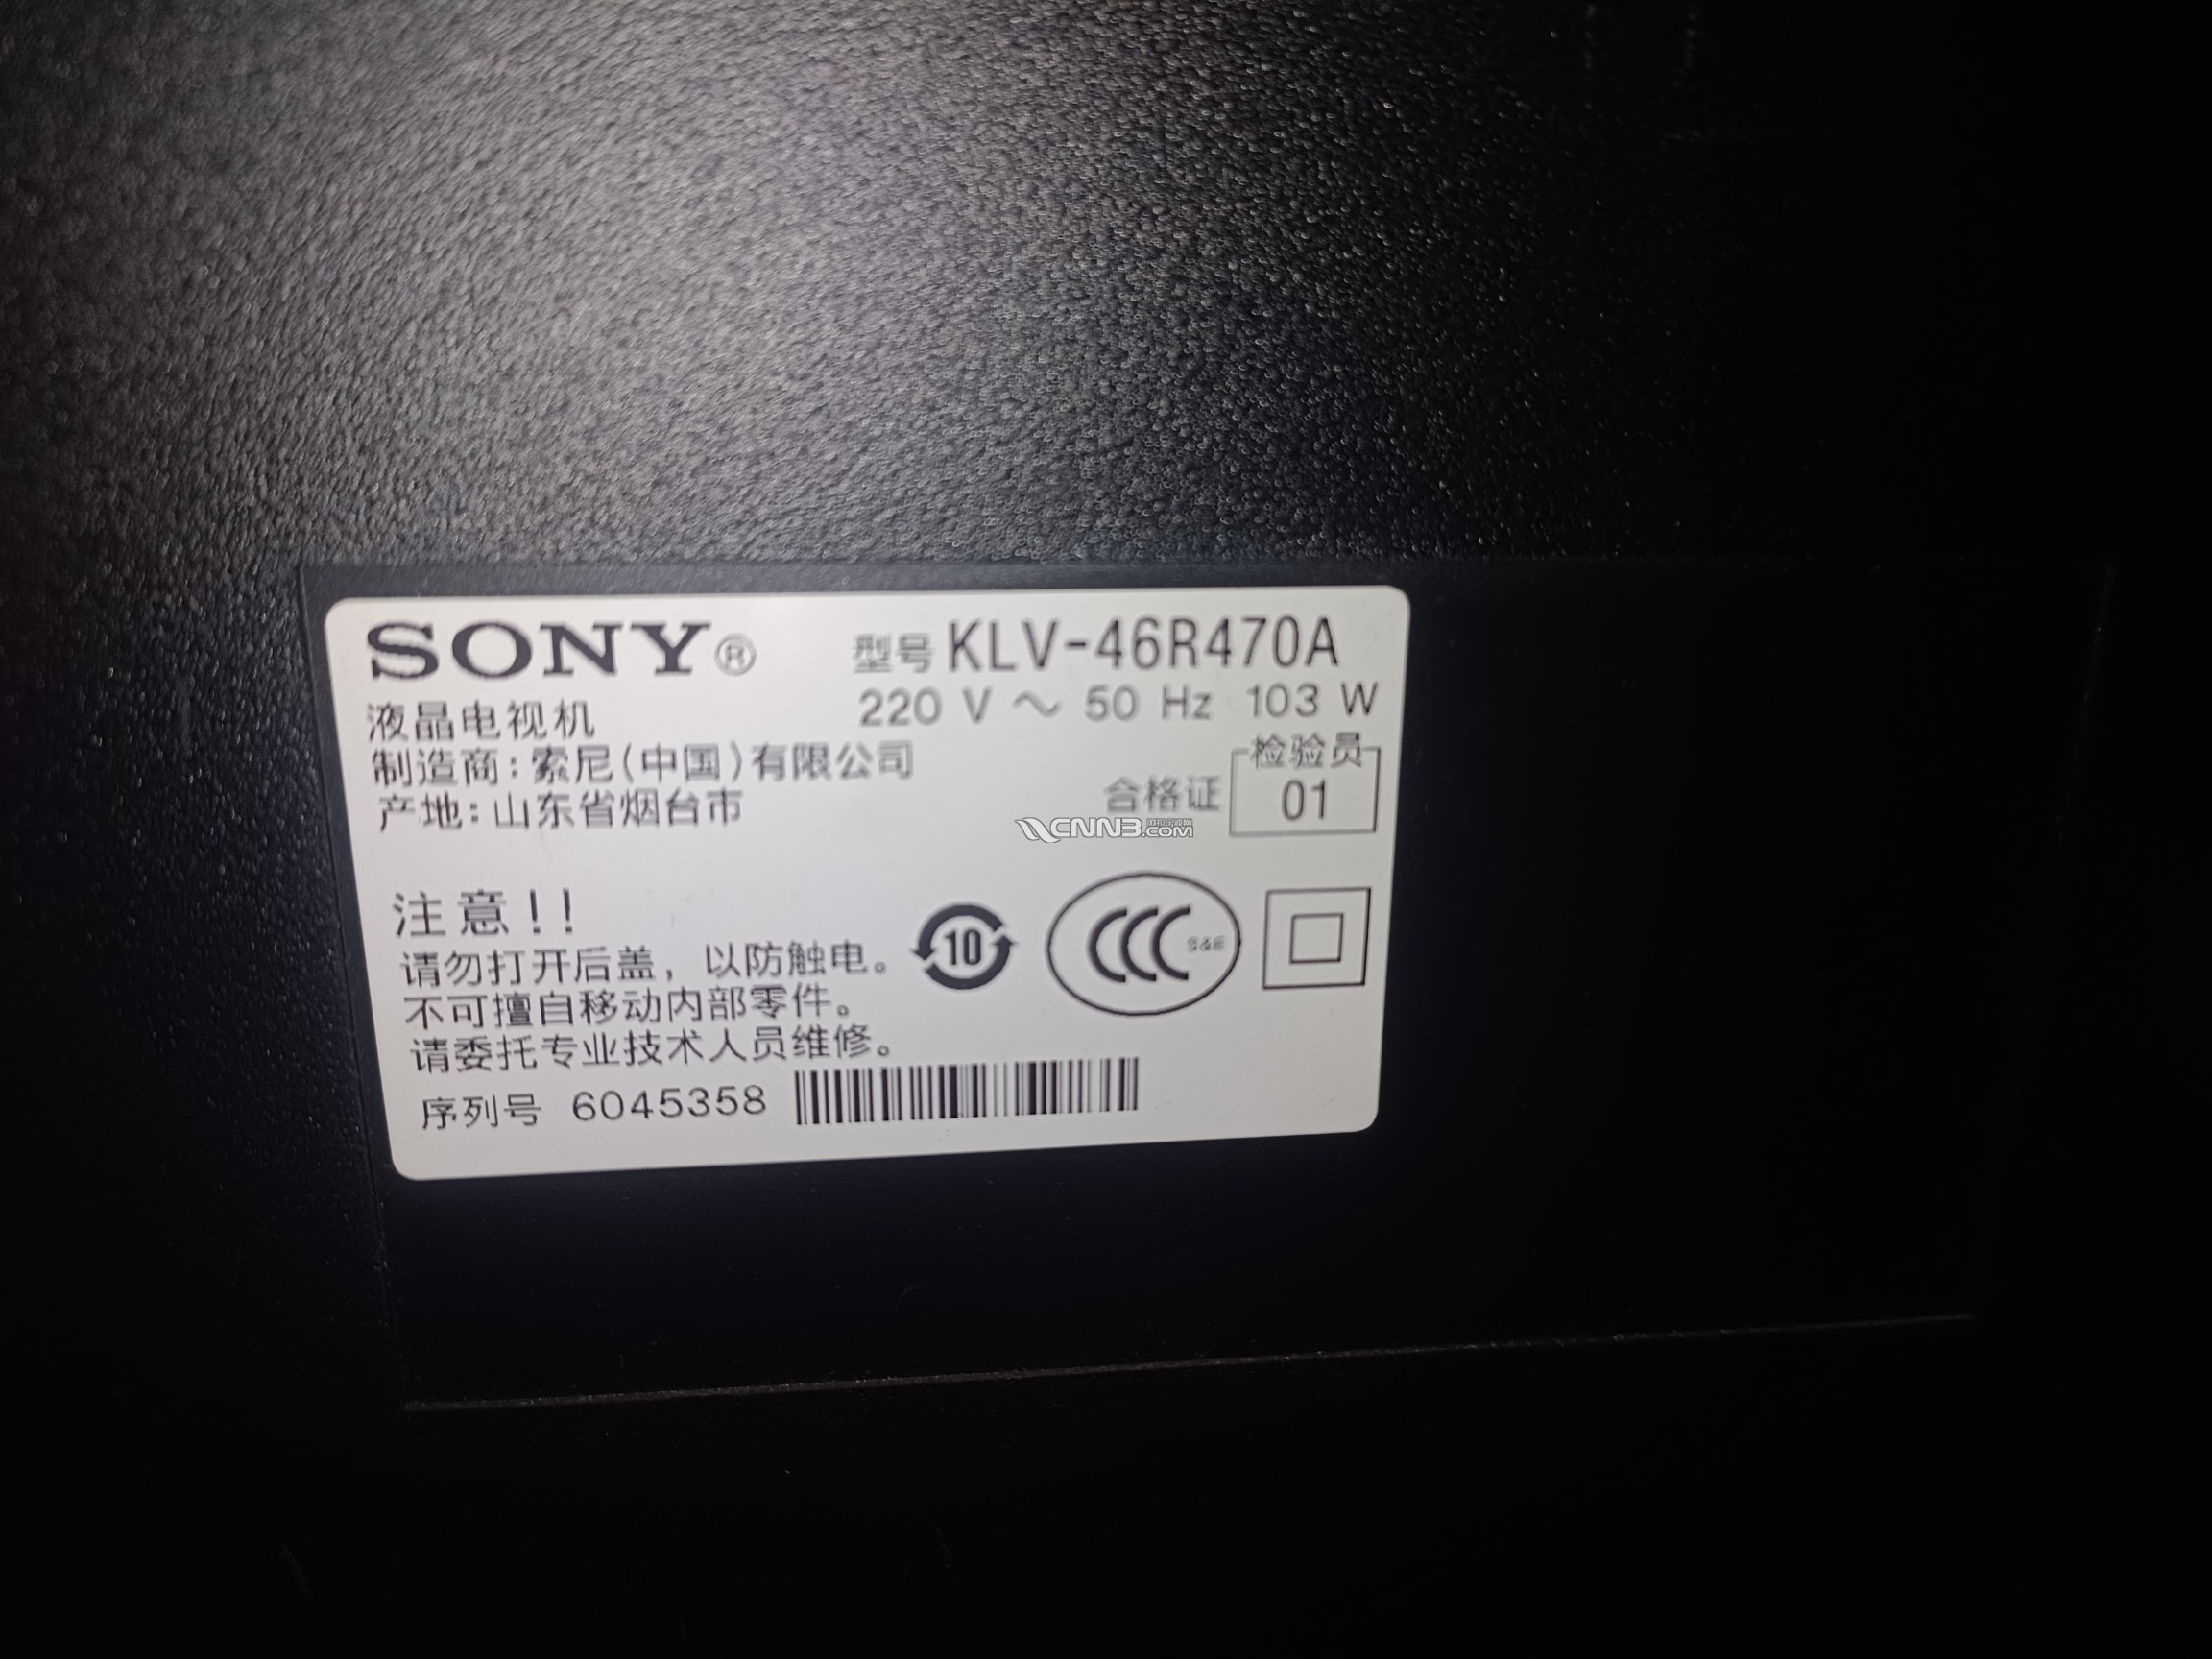 SONY® 型号 KLV-46R470A
液晶电视机 220 V ～ 50 Hz 103 W
制造商:索尼(中国)有限公司
产地:山东省烟台市
合格证 检验员
01
CNN3.COM
注意!!
请勿打开后盖，以防触电。
不可擅自移动内部零件。
请委托专业技术人员维修。
10
CCC S&E
序列号 6045358